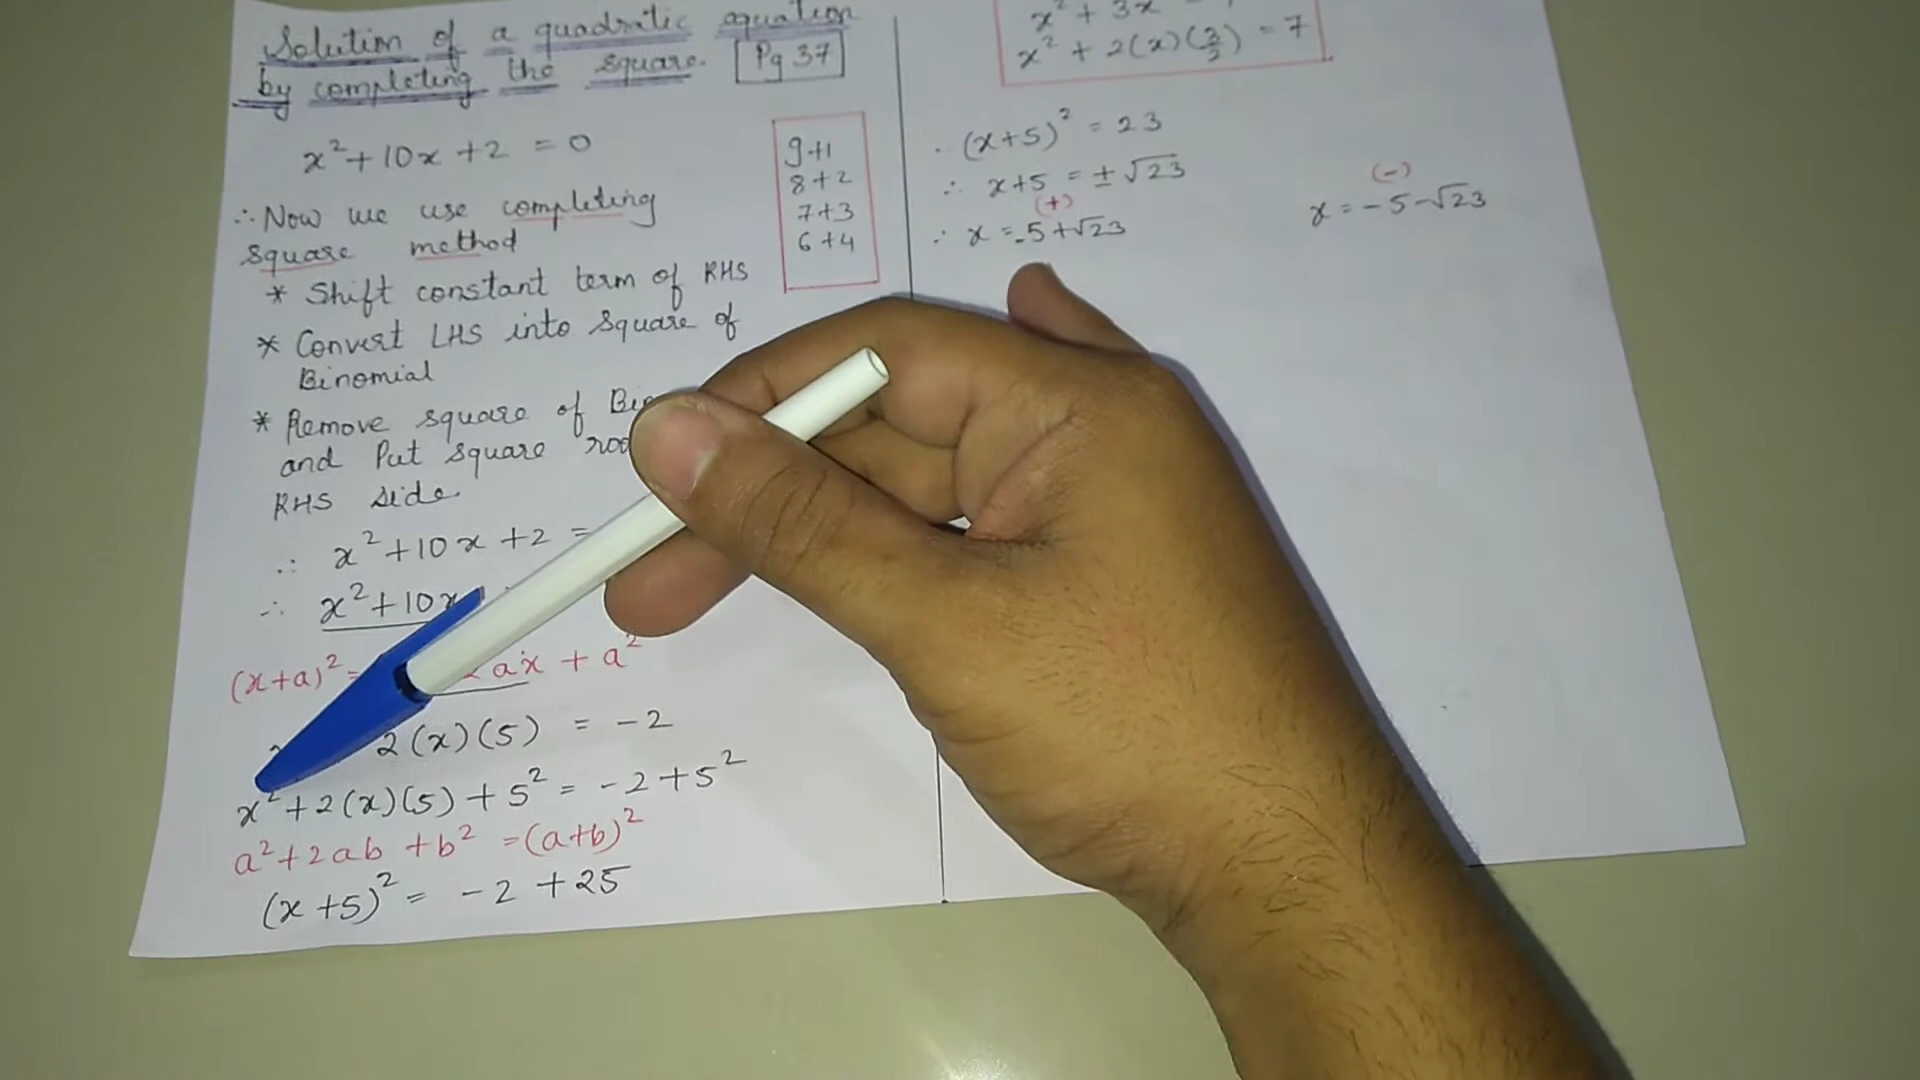 Solution of a quadratic equation
by completing the square. Pg 37
x² + 10x + 2 = 0
∴ Now we use completing
square method
* Shift constant term of RHS
* Convert LHS into square of
Binomial
* Remove square of
and Put square
RHS side.
∴ x² + 10x + 2 =
∴ x² + 10x
(x+a)² = ax + a²
2(x)(5) = -2
x² + 2(x)(5) + 5² = -2 + 5²
a² + 2ab + b² = (a+b)²
(x+5)² = -2 + 25
9+1
8+2
7+3
6+4
x² + 3x
x² + 2(x)(3/2) = 7
(x+5)² = 23
∴ x+5 = ± √23
(+)
∴ x = -5+√23
(-)
x = -5-√23